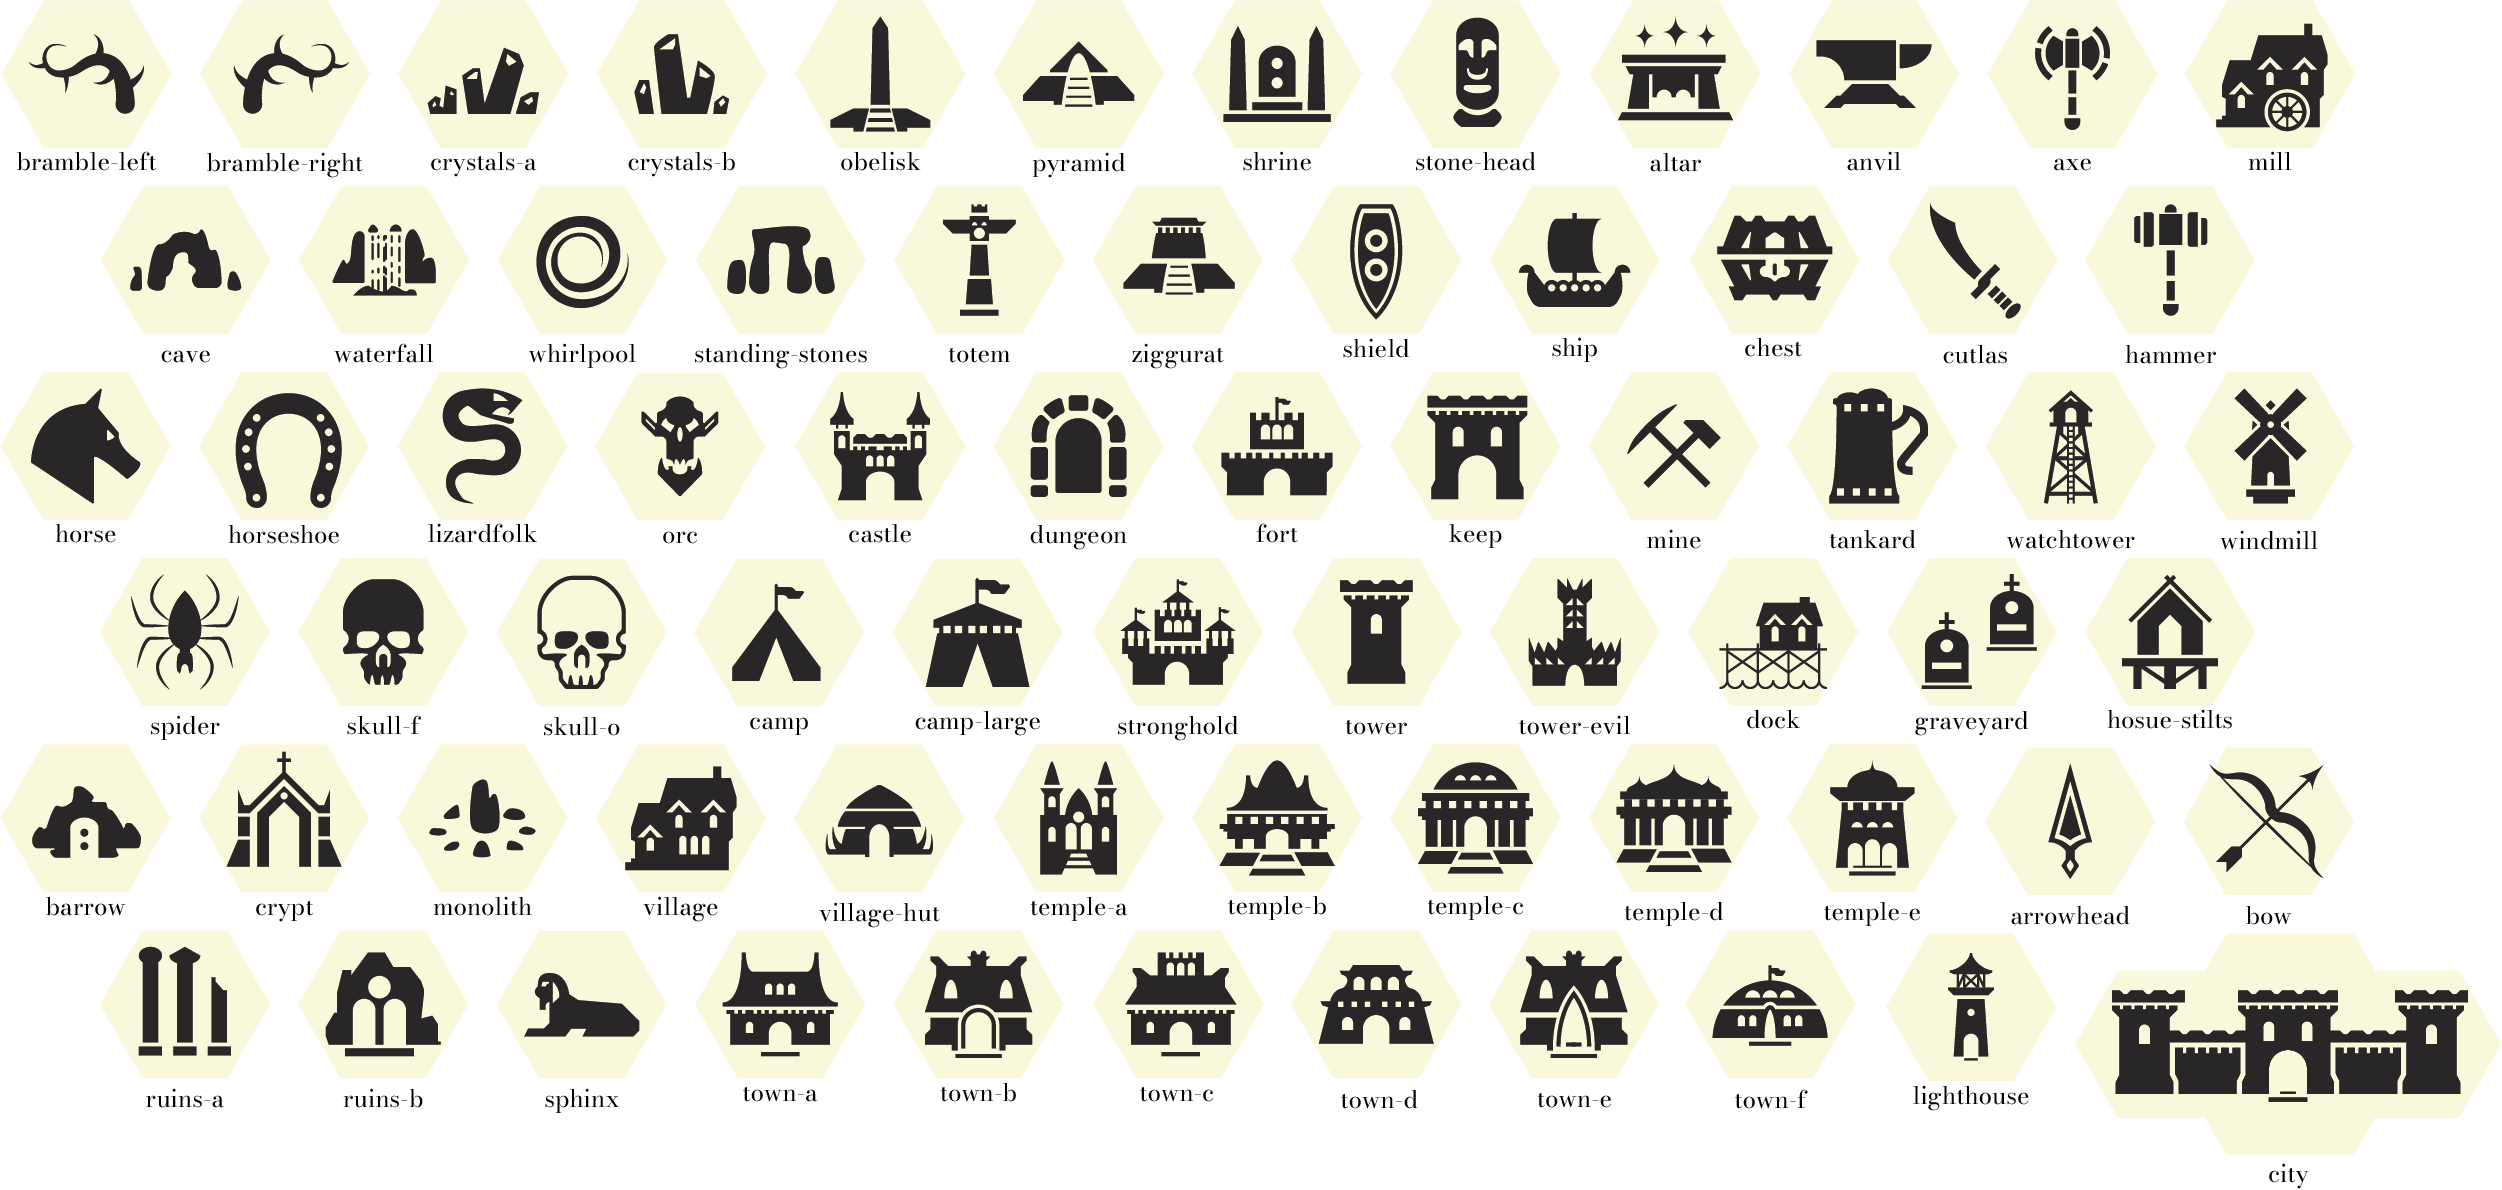 bramble-left bramble-right crystals-a crystals-b obelisk pyramid shrine stone-head altar anvil axe mill
cave waterfall whirlpool standing-stones totem ziggurat shield ship chest cutlas hammer
horse horseshoe lizardfolk orc castle dungeon fort keep mine tankard watchtower windmill
spider skull-f skull-o camp camp-large stronghold tower tower-evil dock graveyard hosue-stilts
barrow crypt monolith village village-hut temple-a temple-b temple-c temple-d temple-e arrowhead bow
ruins-a ruins-b sphinx town-a town-b town-c town-d town-e town-f lighthouse
city